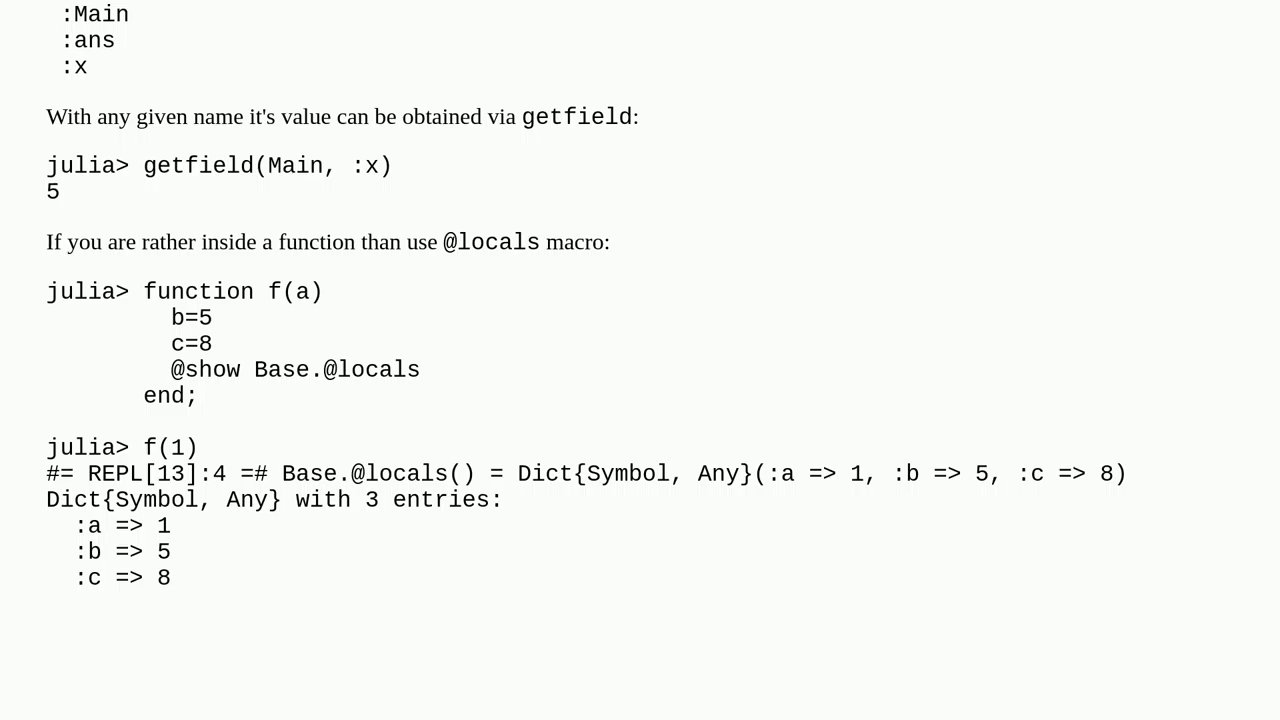 :Main
:ans
:x
With any given name it's value can be obtained via getfield:
julia> getfield(Main, :x)
5
If you are rather inside a function than use @locals macro:
julia> function f(a)
b=5
c=8
@show Base.@locals
end;
julia> f(1)
#= REPL[13]:4 =# Base.@locals() = Dict{Symbol, Any}(:a => 1, :b => 5, :c => 8)
Dict{Symbol, Any} with 3 entries:
:a => 1
:b => 5
:c => 8